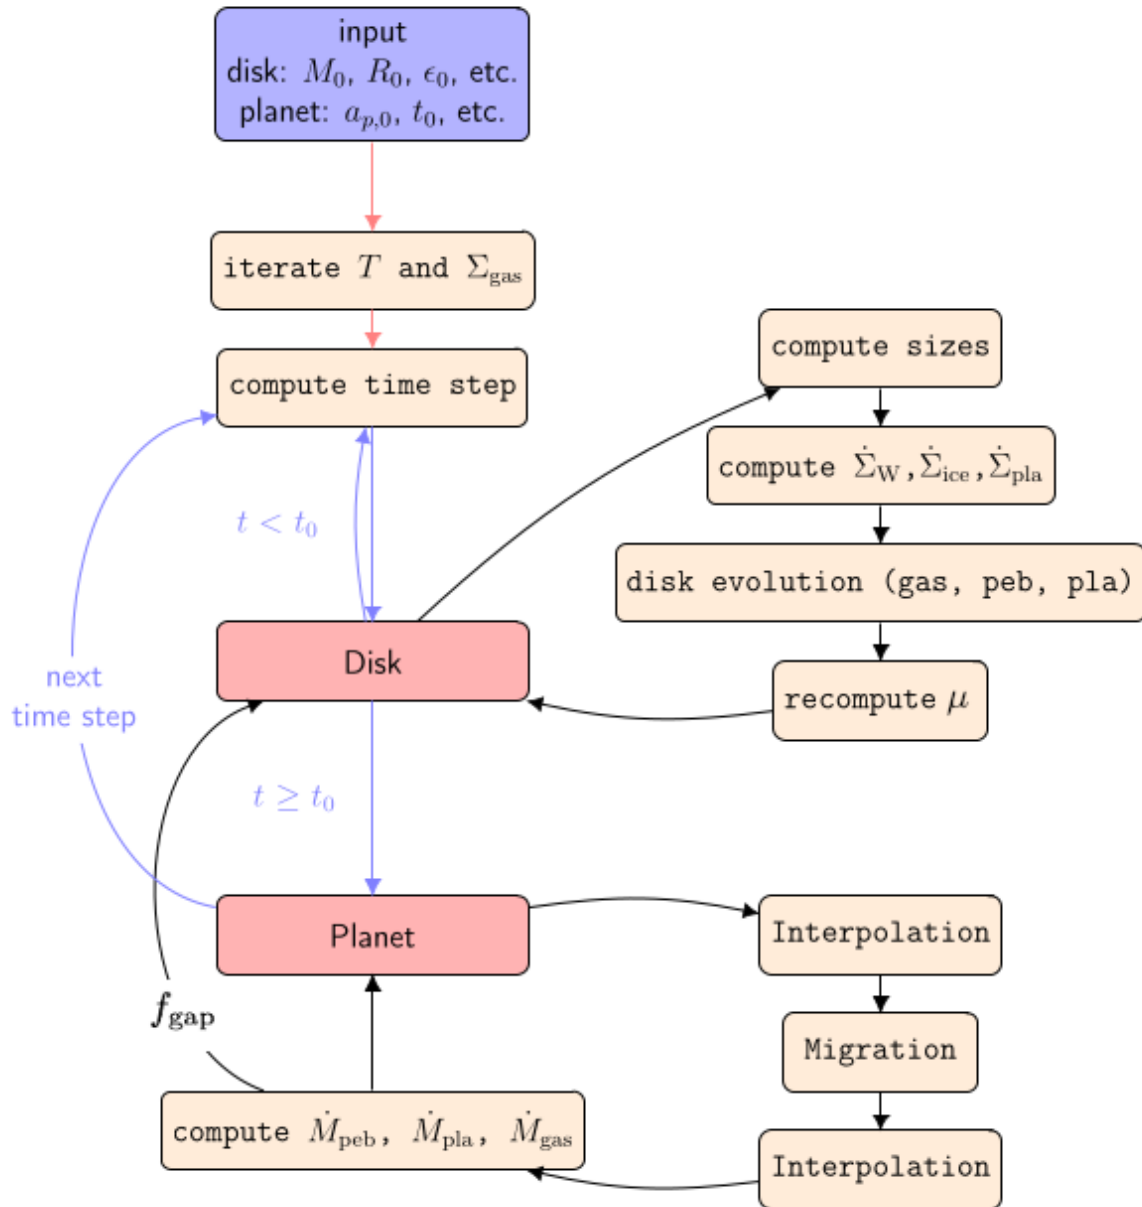 input
disk: M₀, R₀, ϵ₀, etc.
planet: aₚ,₀, t₀, etc.
iterate T and Σ_gas
compute time step
t < t₀
Disk
compute sizes
compute Σ̇_W, Σ̇_ice, Σ̇_pla
disk evolution (gas, peb, pla)
recompute μ
next
time step
t ≥ t₀
Planet
Interpolation
Migration
Interpolation
compute Ṁ_peb, Ṁ_pla, Ṁ_gas
f_gap